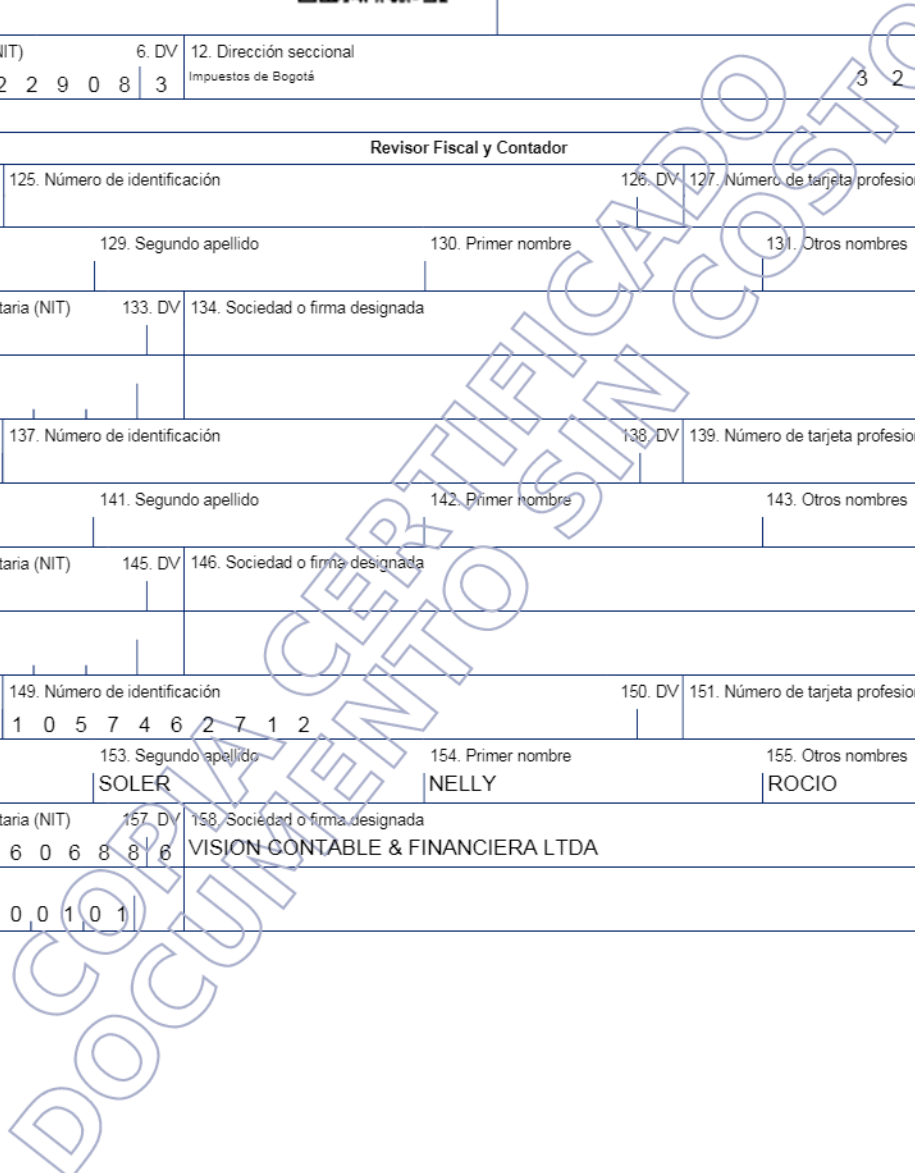 NIT) 6. DV 12. Dirección seccional
2 2 9 0 8 3 Impuestos de Bogotá 3 2
Revisor Fiscal y Contador
125. Número de identificación 126. DV 127. Número de tarjeta profesion
129. Segundo apellido 130. Primer nombre 131. Otros nombres
taria (NIT) 133. DV 134. Sociedad o firma designada
137. Número de identificación 138. DV 139. Número de tarjeta profesion
141. Segundo apellido 142. Primer nombre 143. Otros nombres
taria (NIT) 145. DV 146. Sociedad o firma designada
149. Número de identificación 150. DV 151. Número de tarjeta profesion
1 0 5 7 4 6 2 7 1 2
153. Segundo apellido 154. Primer nombre 155. Otros nombres
SOLER NELLY ROCIO
taria (NIT) 157. DV 158. Sociedad o firma designada
6 0 6 8 8 6 VISION CONTABLE & FINANCIERA LTDA
0 0 1 0 1
COPIA CERTIFICADO
DOCUMENTO SIN COSTO